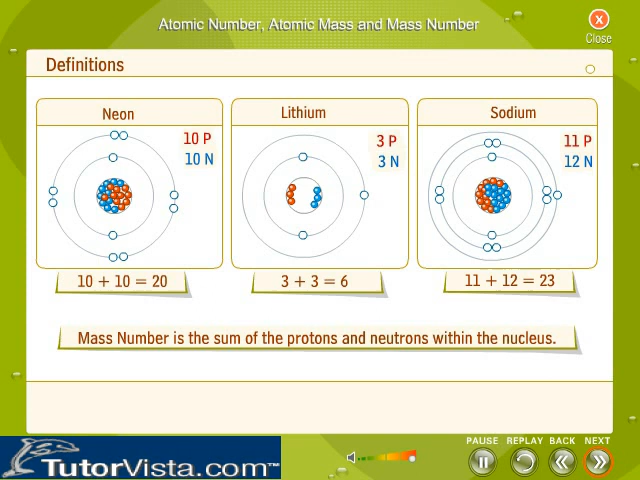 Atomic Number, Atomic Mass and Mass Number
X
Close
Definitions
Neon
10 P
10 N
10 + 10 = 20
Lithium
3 P
3 N
3 + 3 = 6
Sodium
11 P
12 N
11 + 12 = 23
Mass Number is the sum of the protons and neutrons within the nucleus.
PAUSE REPLAY BACK NEXT
TutorVista.com™